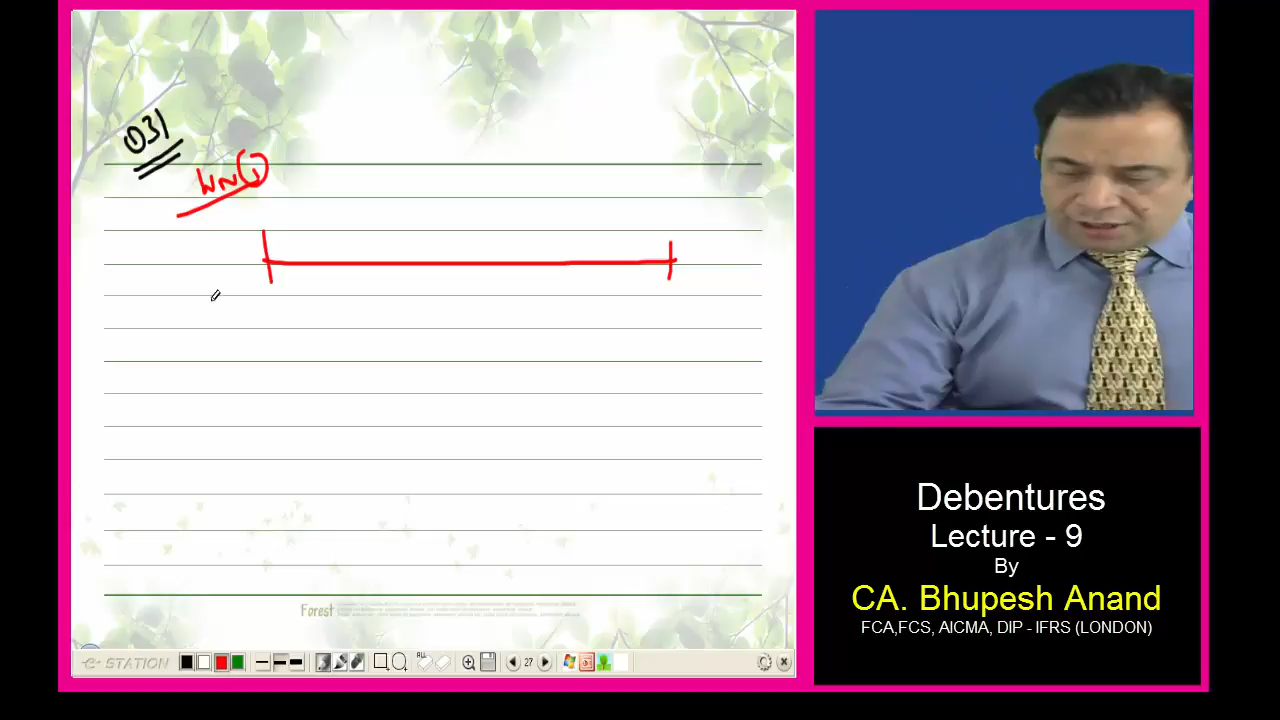 Q31
WN(1)
Forest
e-STATION
ALL
27
Debentures
Lecture - 9
By
CA. Bhupesh Anand
FCA,FCS, AICMA, DIP - IFRS (LONDON)